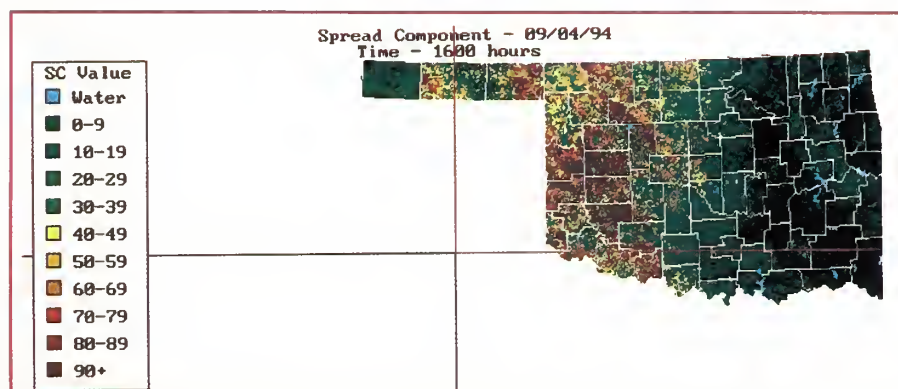 Spread Component - 09/04/94
Time - 1600 hours
SC Value
Water
0-9
10-19
20-29
30-39
40-49
50-59
60-69
70-79
80-89
90+